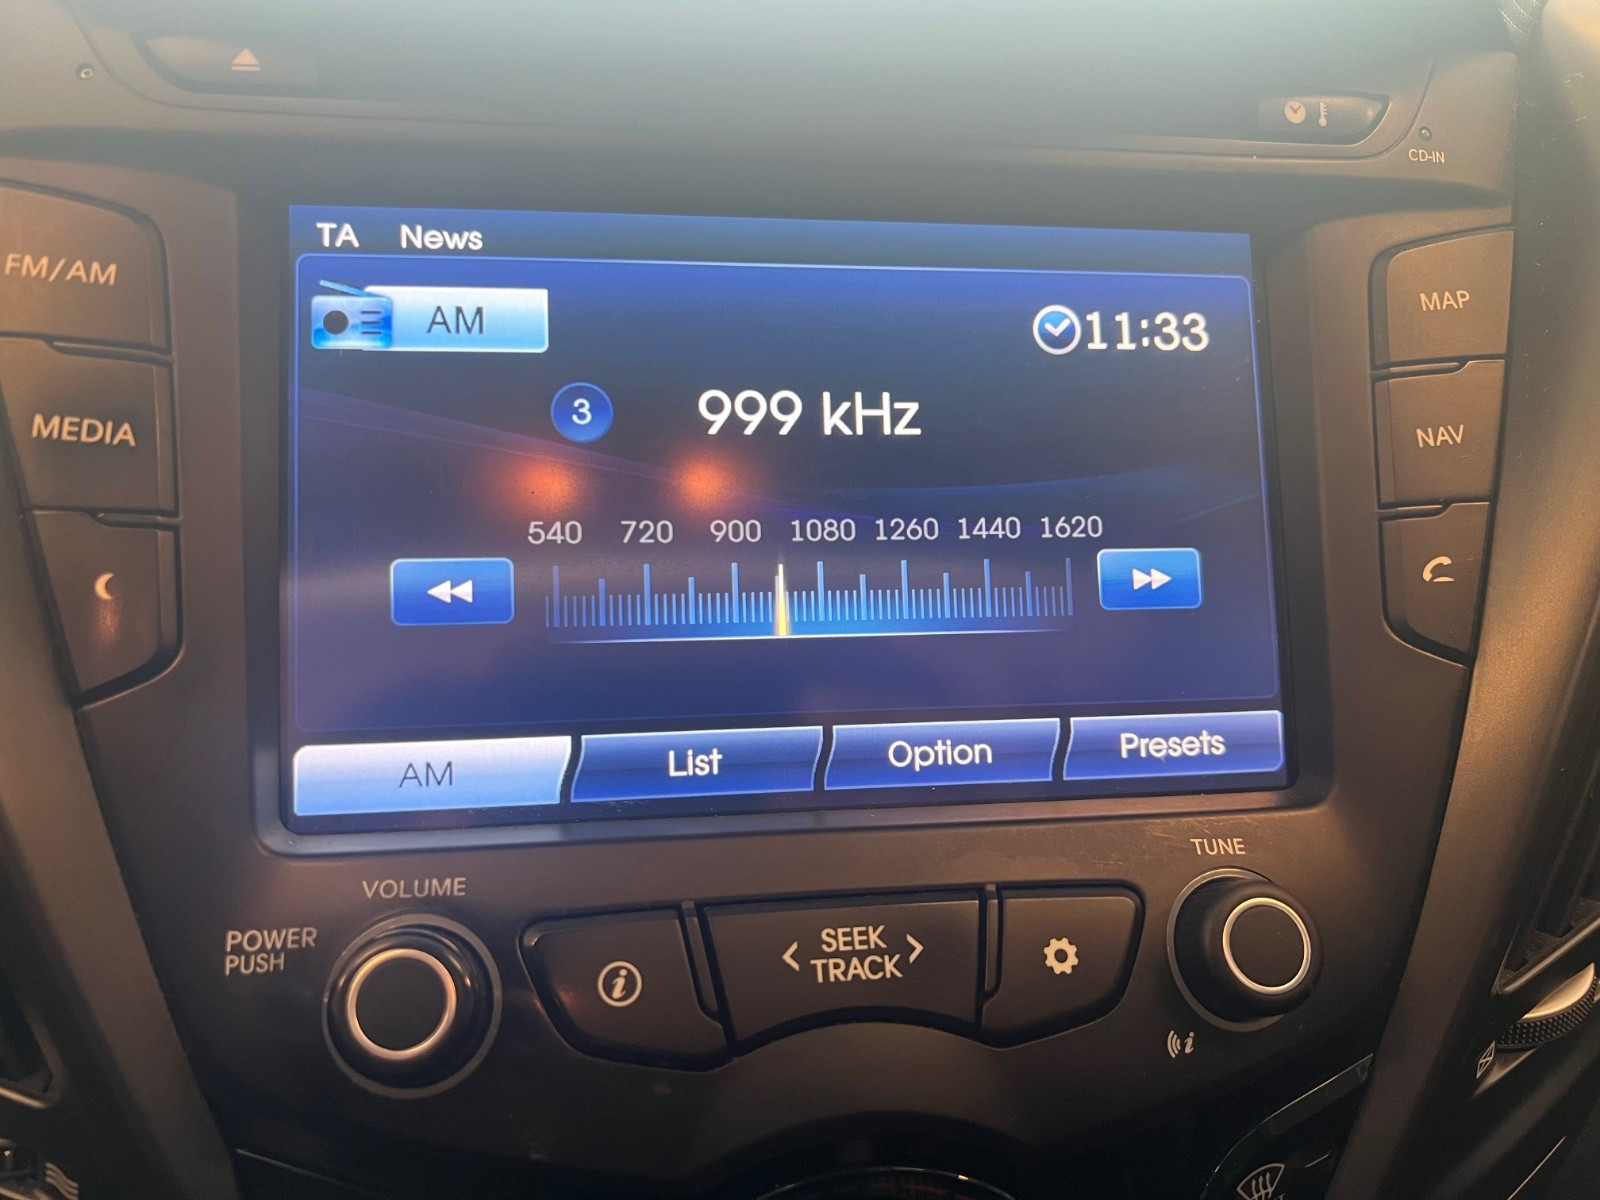 CD-IN
FM/AM
MEDIA
TA News
AM
11:33
3 999 kHz
540 720 900 1080 1260 1440 1620
AM List Option Presets
MAP
NAV
VOLUME
POWER
PUSH
SEEK
TRACK
TUNE